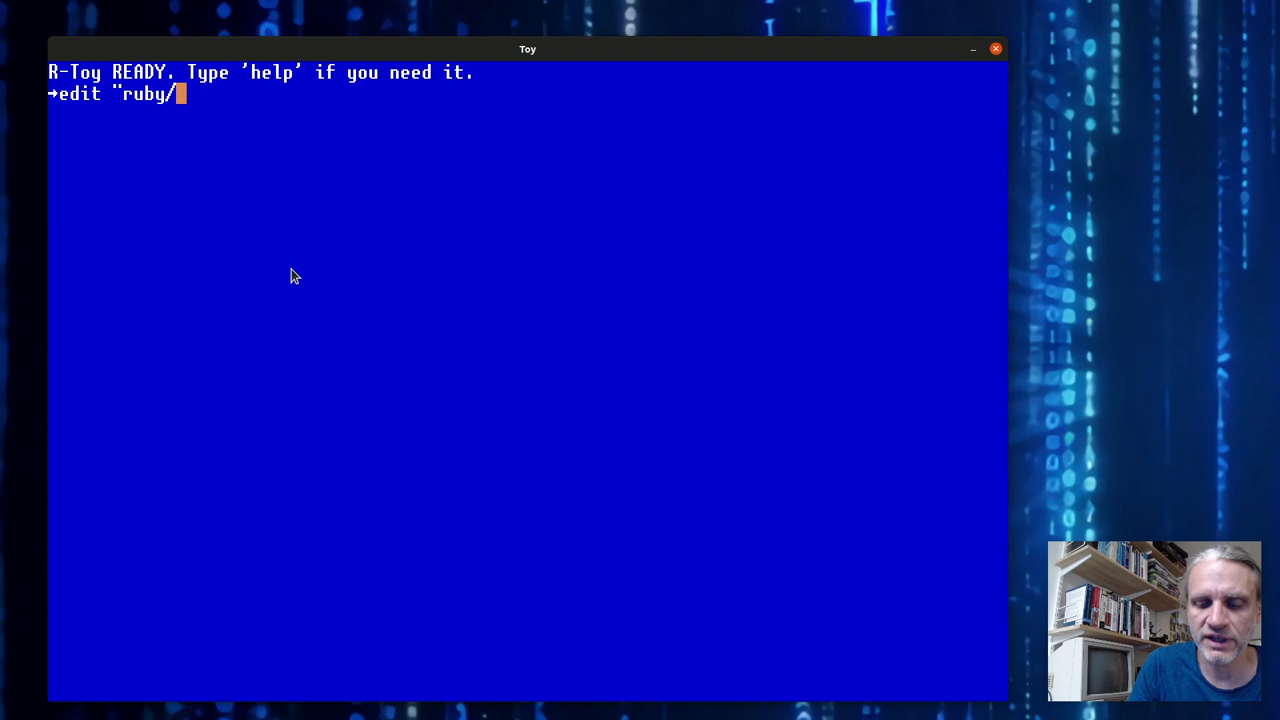 Toy
R-Toy READY. Type 'help' if you need it.
→edit "ruby/